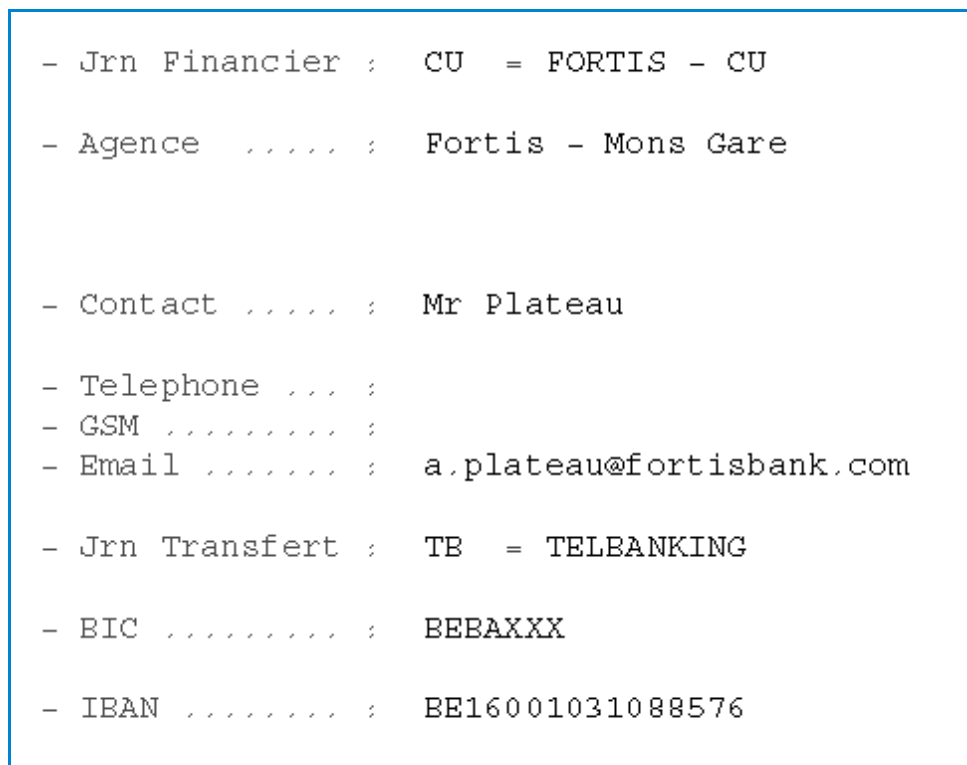 - Jrn Financier :  CU  = FORTIS - CU
- Agence ..... :  Fortis - Mons Gare
- Contact ..... :  Mr Plateau
- Telephone ... :
- GSM ......... :
- Email ....... :  a.plateau@fortisbank.com
- Jrn Transfert :  TB  = TELBANKING
- BIC ......... :  BEBAXXX
- IBAN ........ :  BE16001031088576